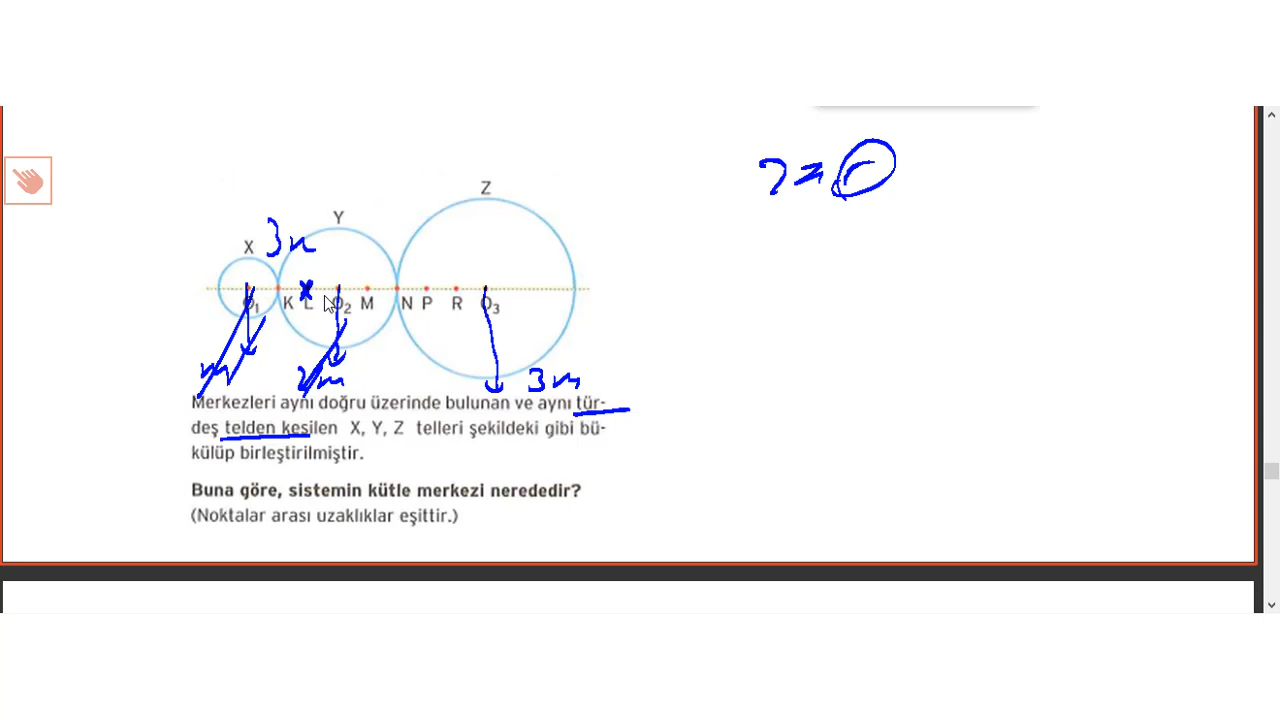 Z
Y
X 3m
O₁ K L O₂ M N P R O₃
m 2m 3m
Merkezleri aynı doğru üzerinde bulunan ve aynı tür-
deş telden kesilen X, Y, Z telleri şekildeki gibi bü-
külüp birleştirilmiştir.
Buna göre, sistemin kütle merkezi nerededir?
(Noktalar arası uzaklıklar eşittir.)